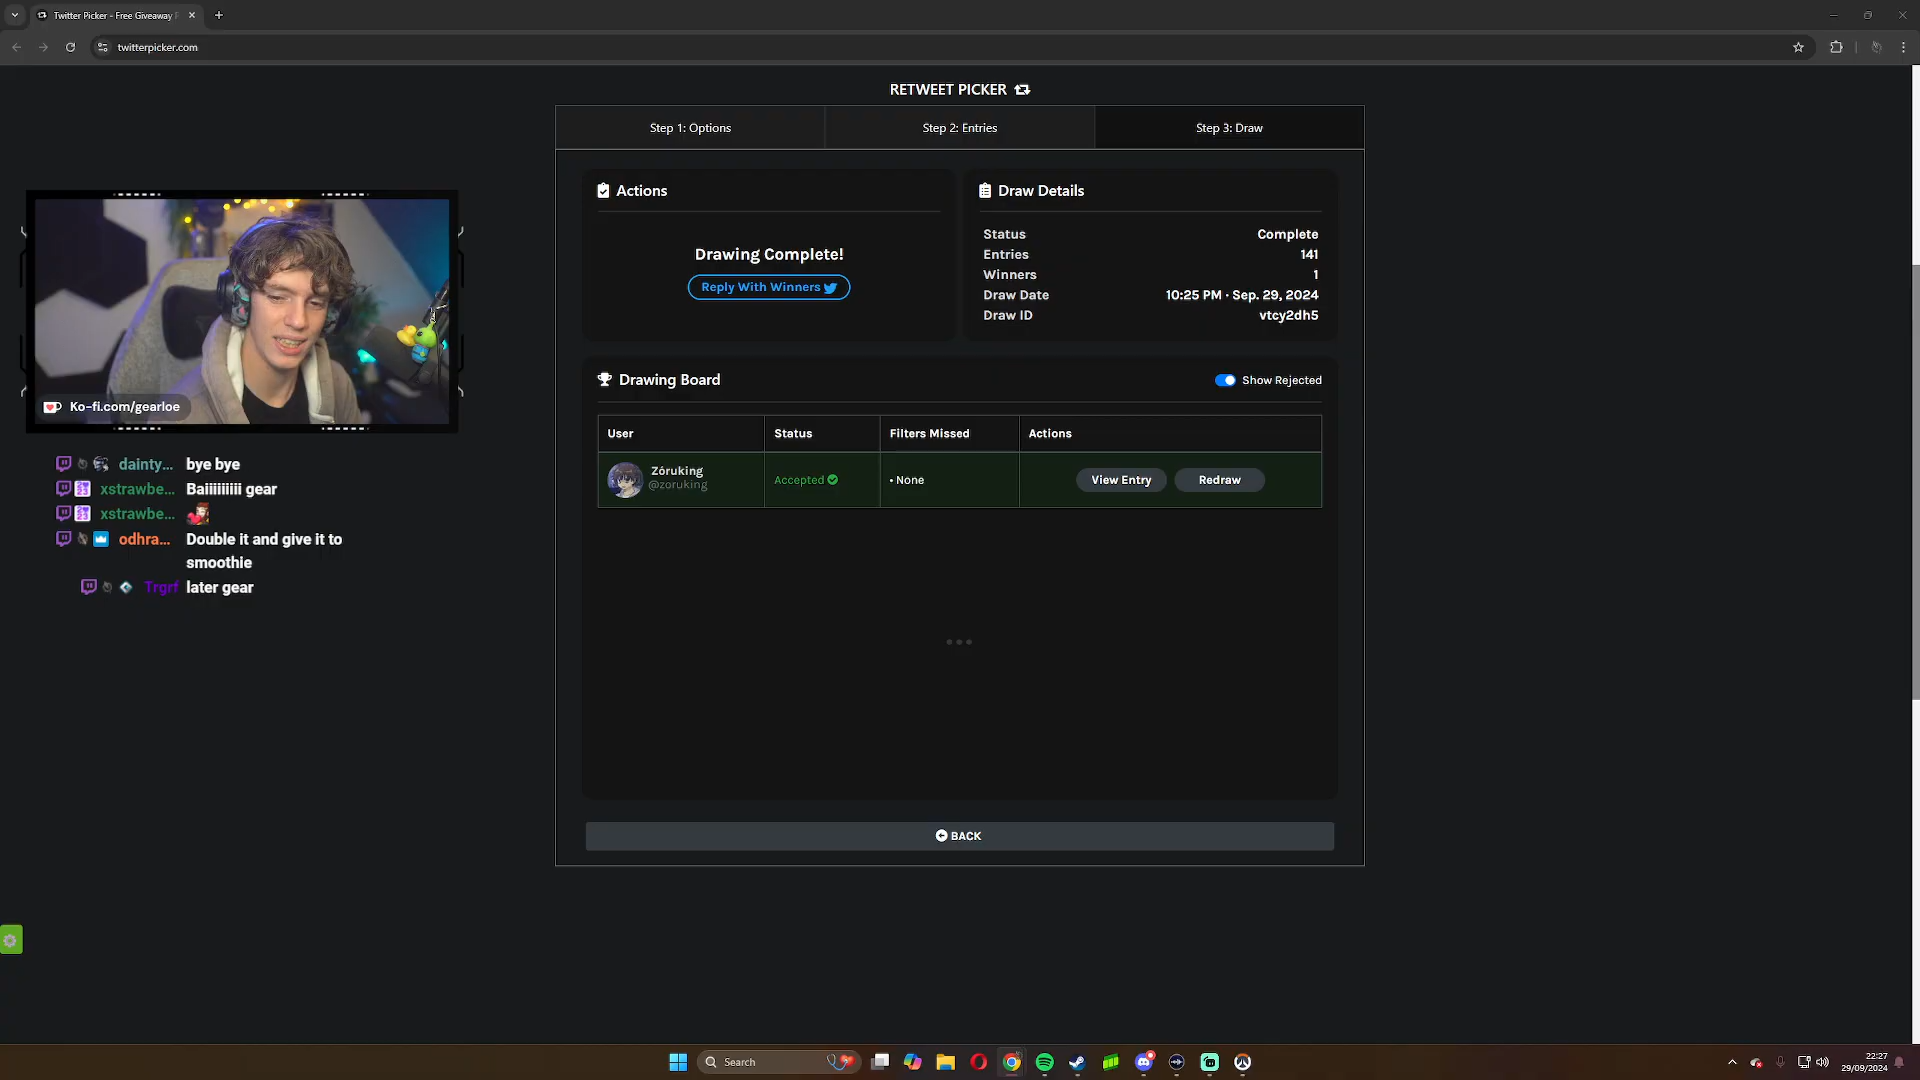 Twitter Picker - Free Giveaway
twitterpicker.com
RETWEET PICKER
Step 1: Options
Step 2: Entries
Step 3: Draw
Actions
Drawing Complete!
Reply With Winners
Draw Details
Status Complete
Entries 141
Winners 1
Draw Date 10:25 PM · Sep. 29, 2024
Draw ID vtcy2dh5
Ko-fi.com/gearloe
dainty... bye bye
xstrawbe... Baiiiiiiiii gear
xstrawbe...
odhra... Double it and give it to
smoothie
Trgrf later gear
Drawing Board
Show Rejected
User Status Filters Missed Actions
Zóruking
@zoruking
Accepted
• None
View Entry
Redraw
BACK
Search
22:27
29/09/2024